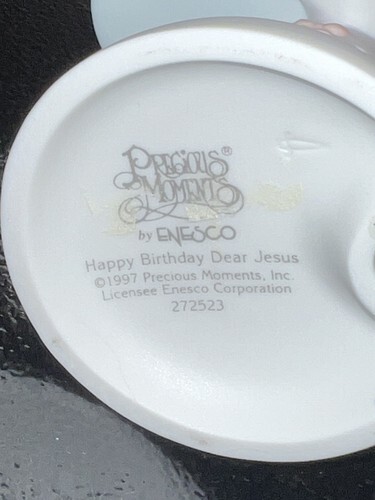 PRECIOUS
MOMENTS®
by ENESCO
Happy Birthday Dear Jesus
©1997 Precious Moments, Inc.
Licensee Enesco Corporation
272523